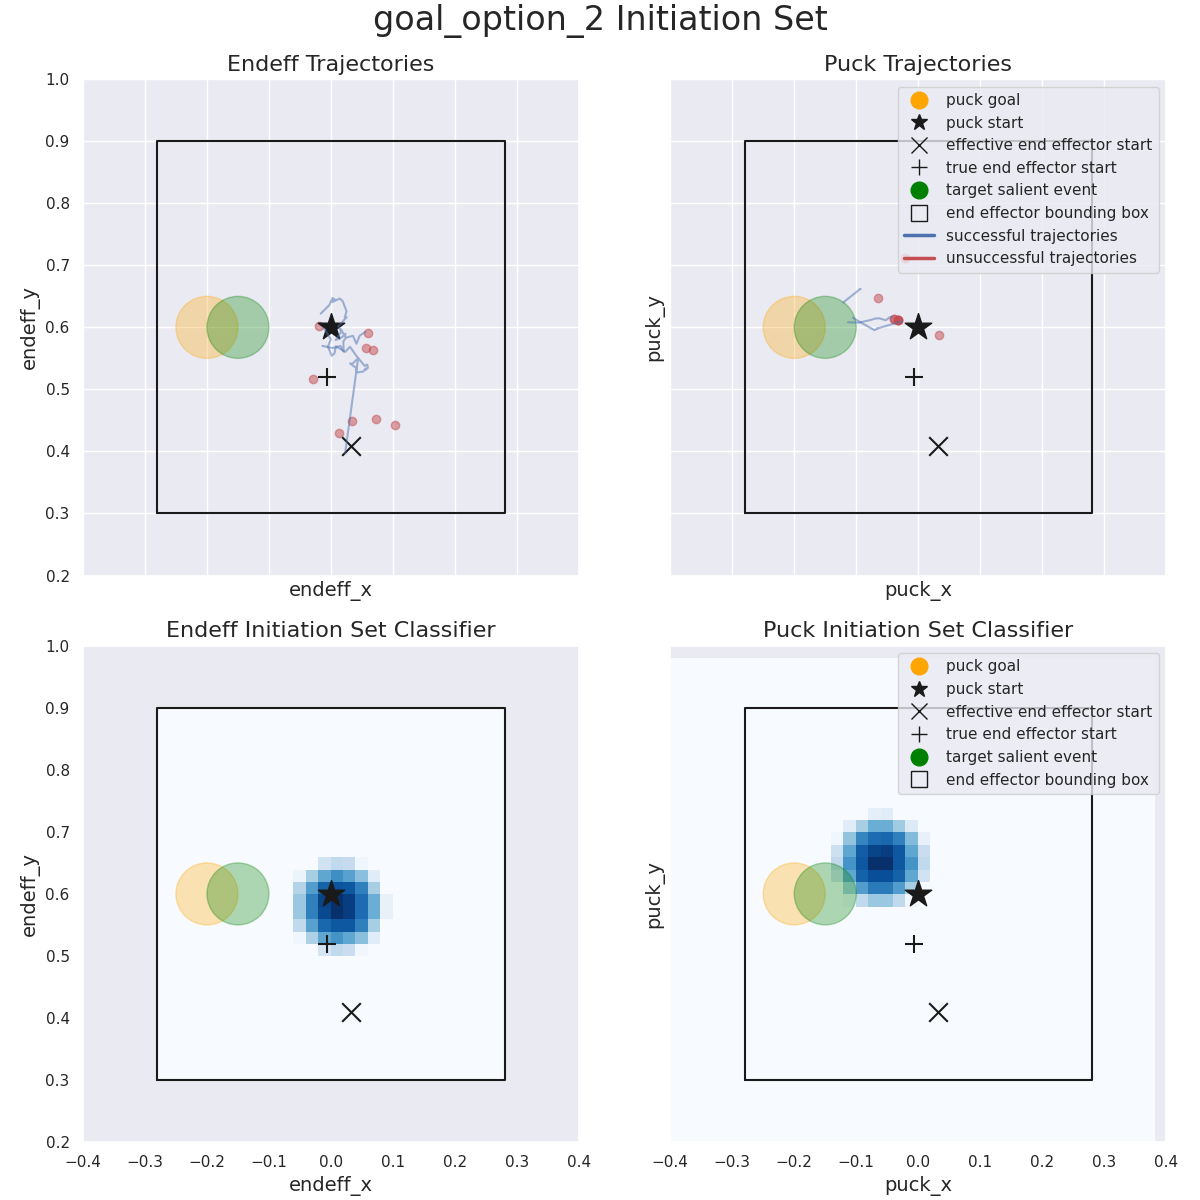 goal_option_2 Initiation Set
Endeff Trajectories
Puck Trajectories
1.0
0.9
0.8
0.7
0.6
0.5
0.4
0.3
0.2
endeff_y
endeff_x
puck_y
puck_x
puck goal
puck start
effective end effector start
true end effector start
target salient event
end effector bounding box
successful trajectories
unsuccessful trajectories
Endeff Initiation Set Classifier
Puck Initiation Set Classifier
1.0
0.9
0.8
0.7
0.6
0.5
0.4
0.3
0.2
endeff_y
−0.4 −0.3 −0.2 −0.1 0.0 0.1 0.2 0.3 0.4
endeff_x
puck_y
puck goal
puck start
effective end effector start
true end effector start
target salient event
end effector bounding box
−0.4 −0.3 −0.2 −0.1 0.0 0.1 0.2 0.3 0.4
puck_x